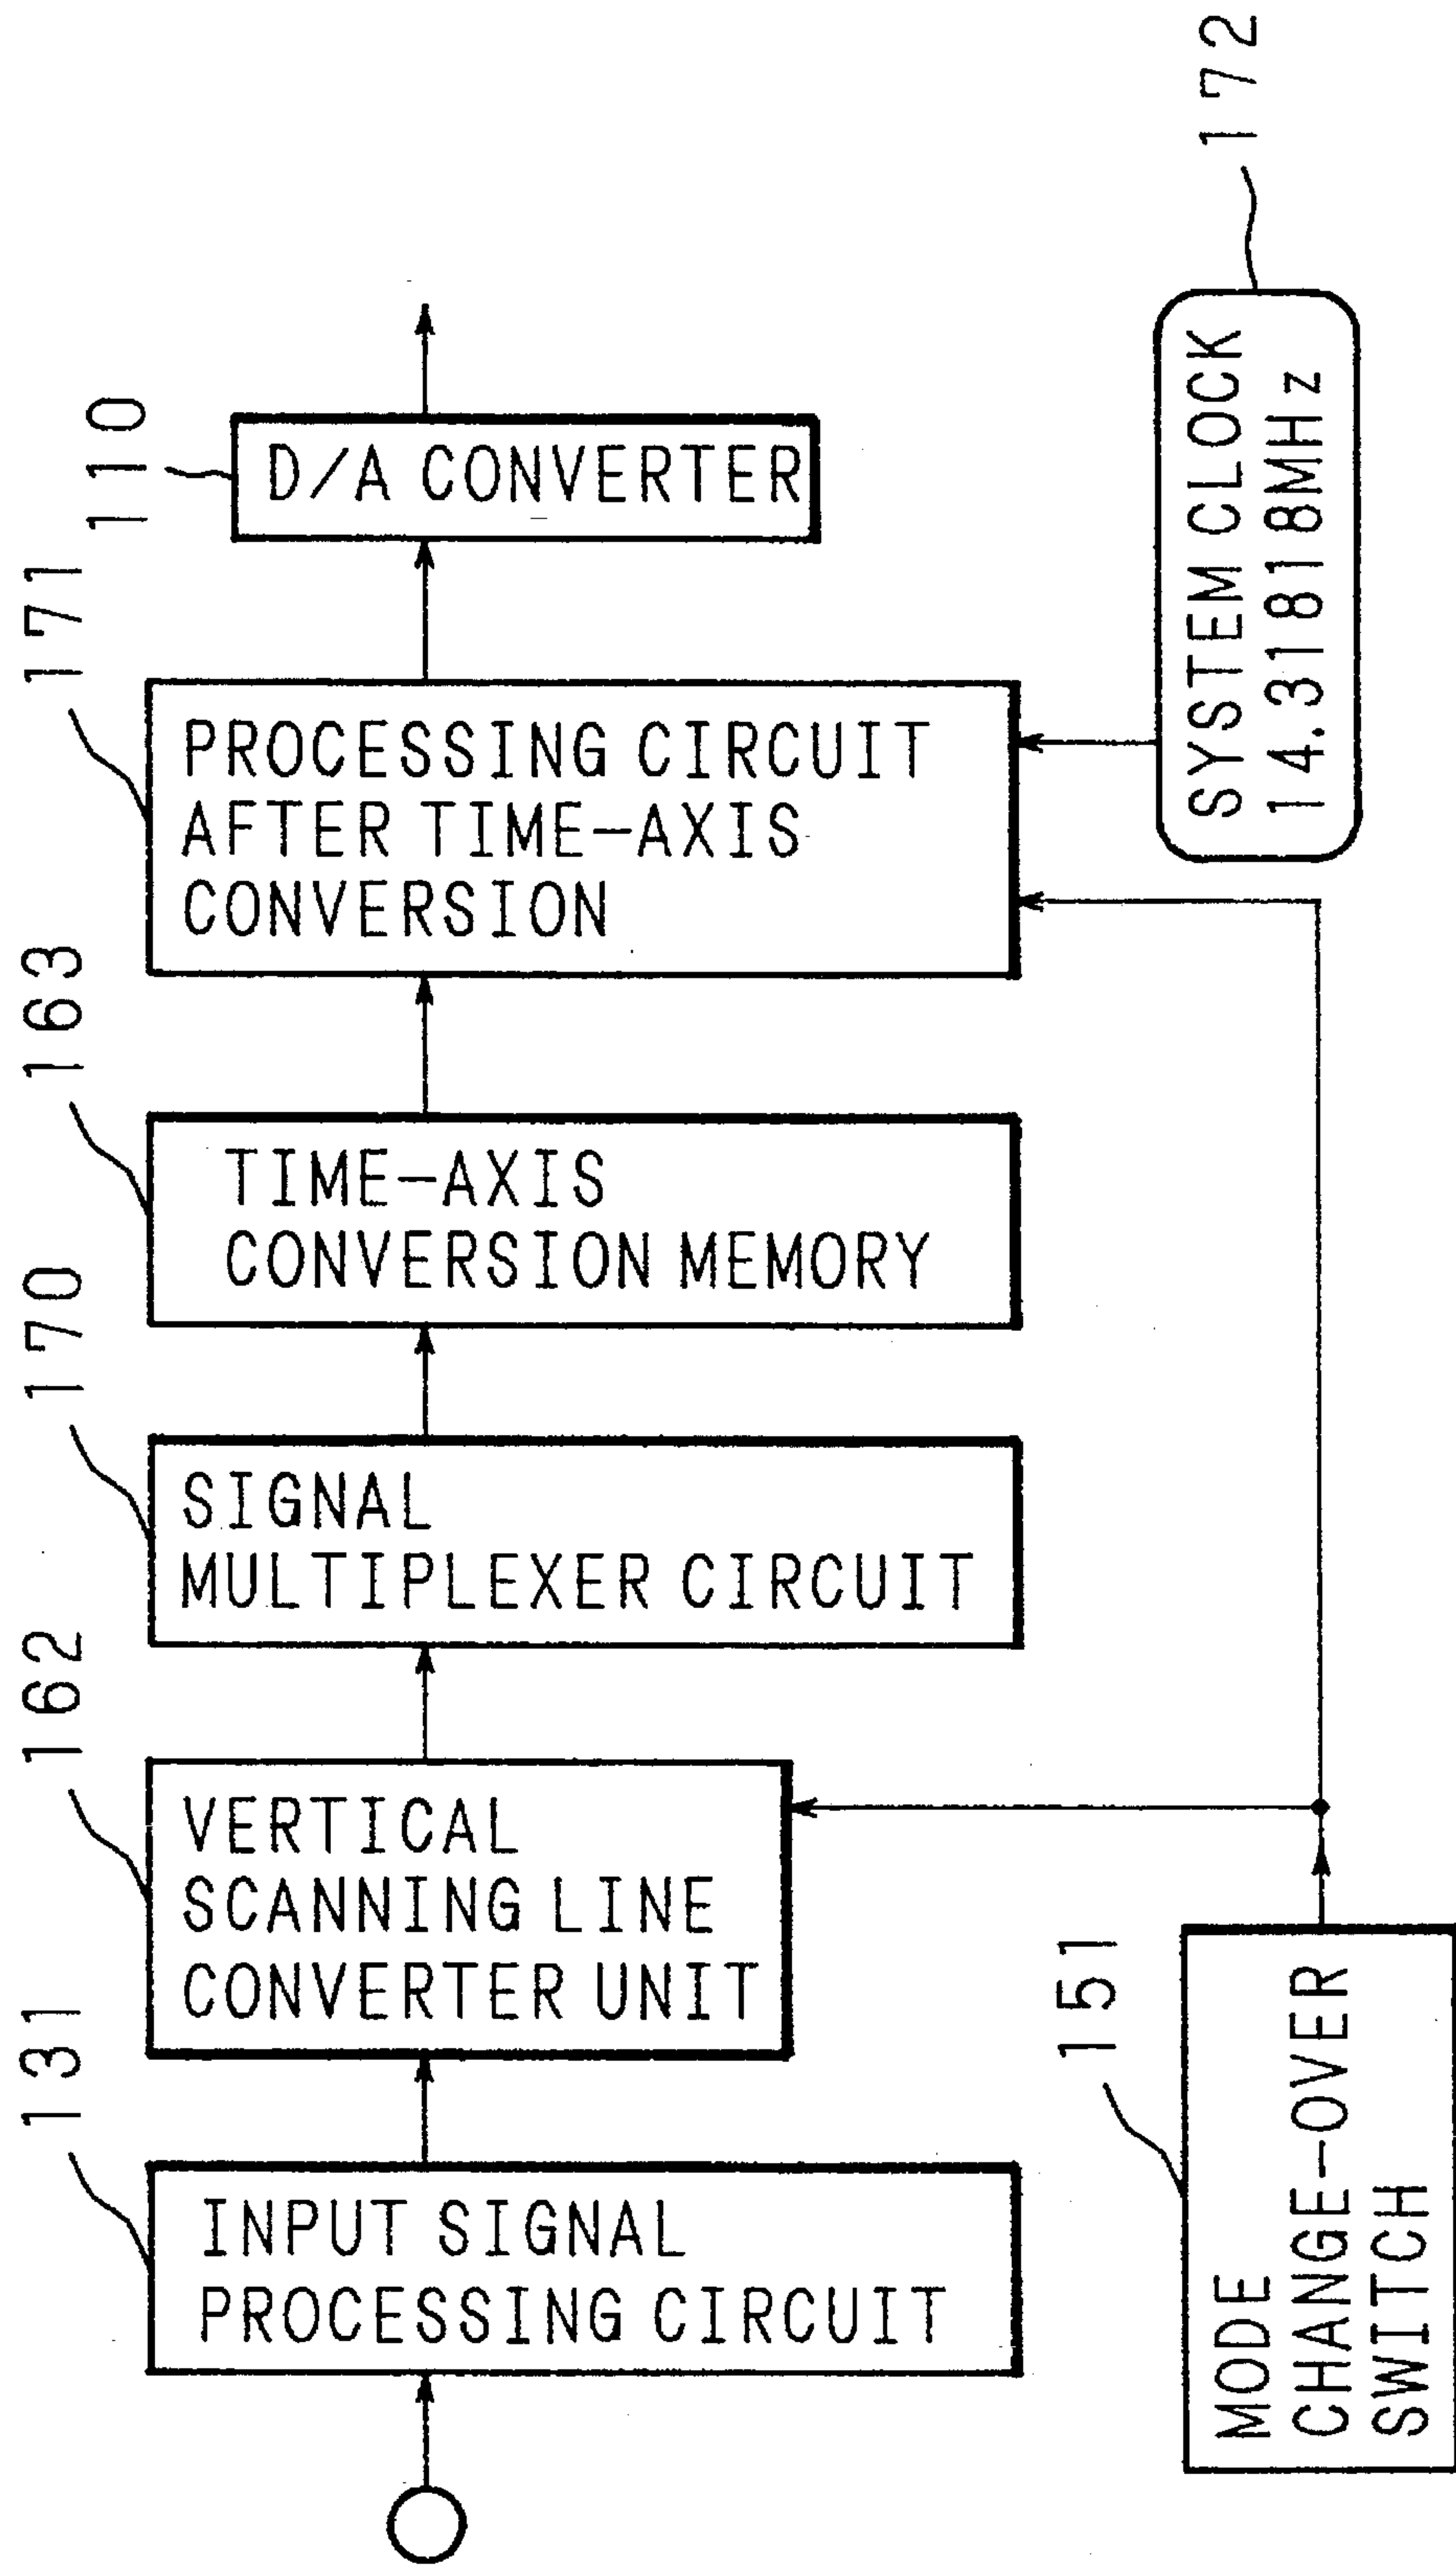 131
INPUT SIGNAL
PROCESSING CIRCUIT
162
VERTICAL
SCANNING LINE
CONVERTER UNIT
170
SIGNAL
MULTIPLEXER CIRCUIT
163
TIME-AXIS
CONVERSION MEMORY
171
PROCESSING CIRCUIT
AFTER TIME-AXIS
CONVERSION
110
D/A CONVERTER
151
MODE
CHANGE-OVER
SWITCH
SYSTEM CLOCK
14.31818MHz
172